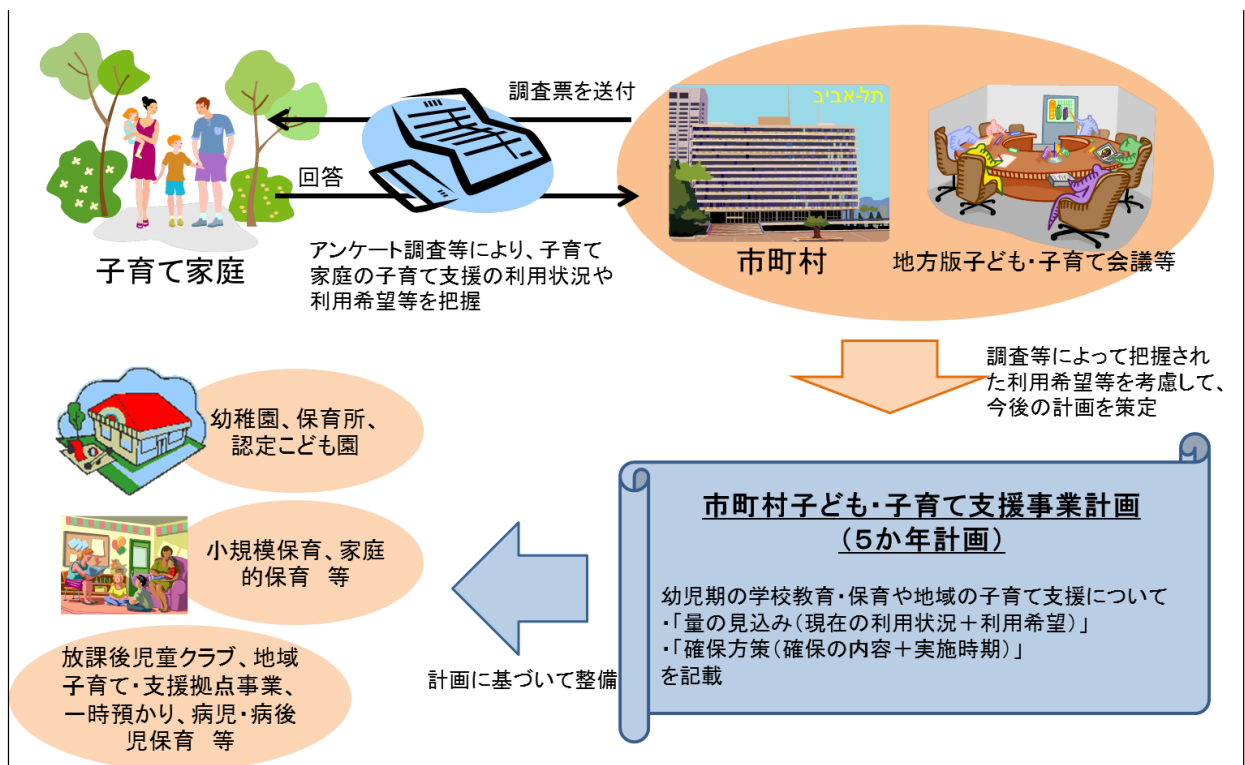 調査票を送付
תל-אביב
回答
子育て家庭
アンケート調査等により、子育て
家庭の子育て支援の利用状況や
利用希望等を把握
市町村
地方版子ども・子育て会議等
調査等によって把握され
た利用希望等を考慮して、
今後の計画を策定
幼稚園、保育所、
認定こども園
小規模保育、家庭
的保育　等
放課後児童クラブ、地域
子育て・支援拠点事業、
一時預かり、病児・病後
児保育　等
計画に基づいて整備
市町村子ども・子育て支援事業計画
（５か年計画）
幼児期の学校教育・保育や地域の子育て支援について
・「量の見込み（現在の利用状況＋利用希望）」
・「確保方策（確保の内容＋実施時期）」
を記載